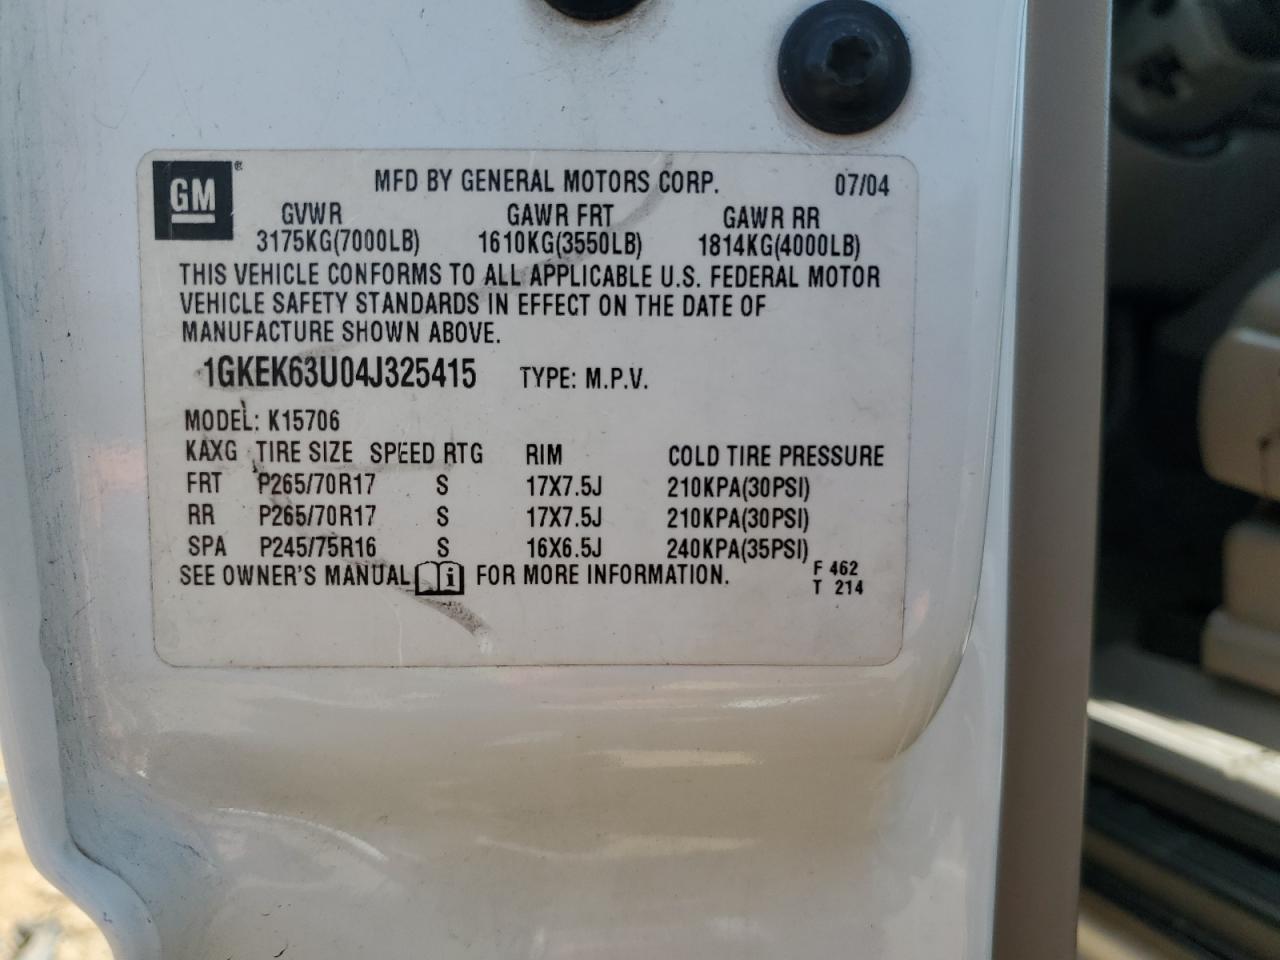 GM® MFD BY GENERAL MOTORS CORP. 07/04
GVWR GAWR FRT GAWR RR
3175KG(7000LB) 1610KG(3550LB) 1814KG(4000LB)
THIS VEHICLE CONFORMS TO ALL APPLICABLE U.S. FEDERAL MOTOR
VEHICLE SAFETY STANDARDS IN EFFECT ON THE DATE OF
MANUFACTURE SHOWN ABOVE.
1GKEK63U04J325415 TYPE: M.P.V.
MODEL: K15706
KAXG TIRE SIZE SPEED RTG RIM COLD TIRE PRESSURE
FRT P265/70R17 S 17X7.5J 210KPA(30PSI)
RR P265/70R17 S 17X7.5J 210KPA(30PSI)
SPA P245/75R16 S 16X6.5J 240KPA(35PSI)
SEE OWNER'S MANUAL i FOR MORE INFORMATION. F 462
T 214